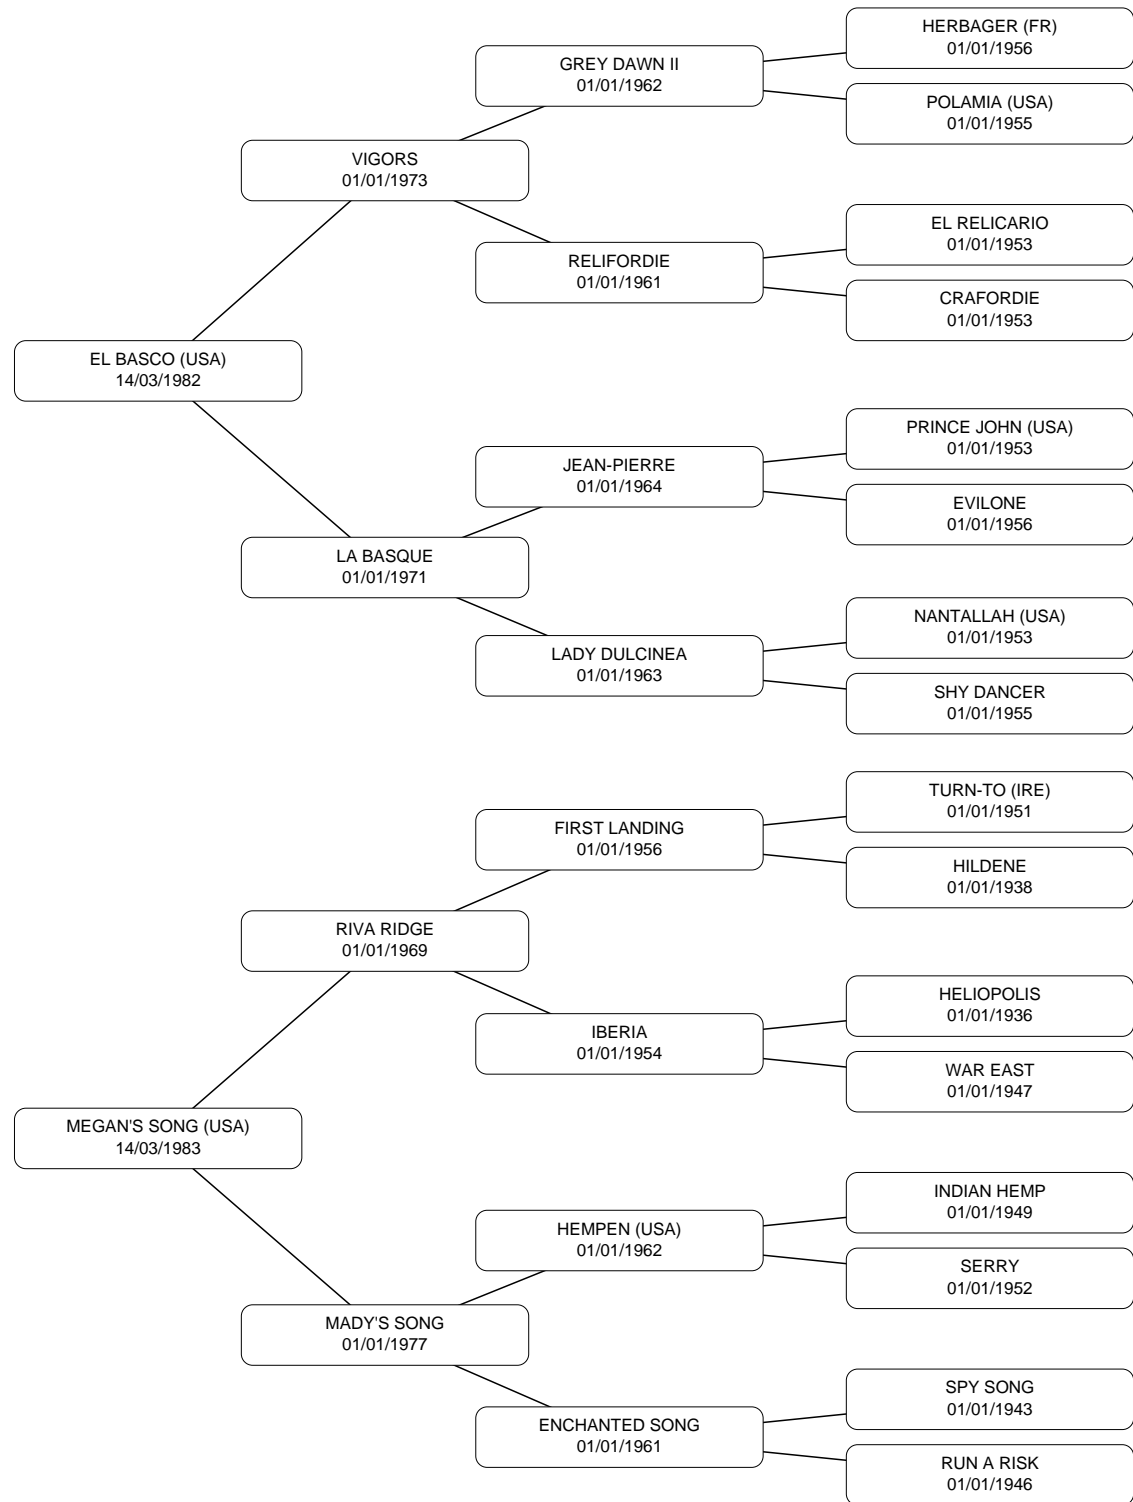 HERBAGER (FR)
01/01/1956
GREY DAWN II
01/01/1962
POLAMIA (USA)
01/01/1955
VIGORS
01/01/1973
EL RELICARIO
01/01/1953
RELIFORDIE
01/01/1961
CRAFORDIE
01/01/1953
EL BASCO (USA)
14/03/1982
PRINCE JOHN (USA)
01/01/1953
JEAN-PIERRE
01/01/1964
EVILONE
01/01/1956
LA BASQUE
01/01/1971
NANTALLAH (USA)
01/01/1953
LADY DULCINEA
01/01/1963
SHY DANCER
01/01/1955
TURN-TO (IRE)
01/01/1951
FIRST LANDING
01/01/1956
HILDENE
01/01/1938
RIVA RIDGE
01/01/1969
HELIOPOLIS
01/01/1936
IBERIA
01/01/1954
WAR EAST
01/01/1947
MEGAN'S SONG (USA)
14/03/1983
INDIAN HEMP
01/01/1949
HEMPEN (USA)
01/01/1962
SERRY
01/01/1952
MADY'S SONG
01/01/1977
SPY SONG
01/01/1943
ENCHANTED SONG
01/01/1961
RUN A RISK
01/01/1946